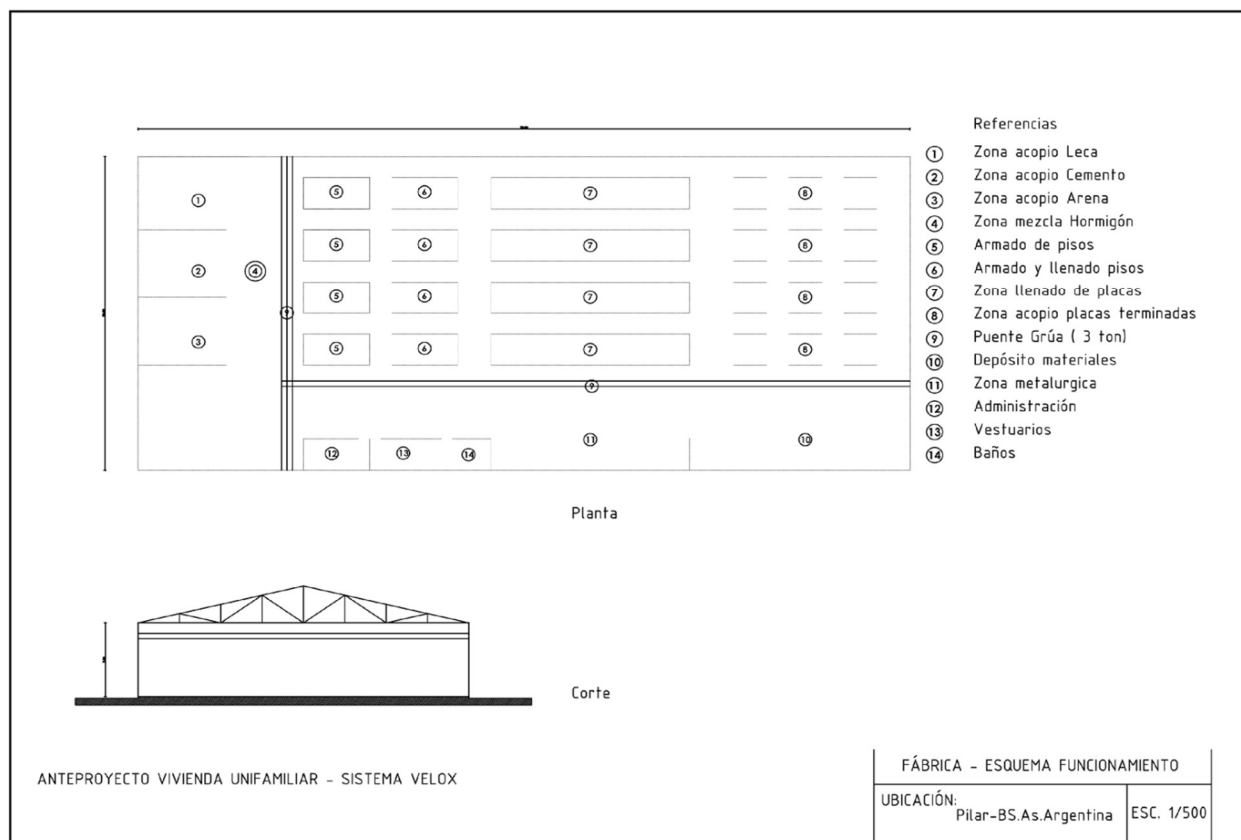 Referencias
1 Zona acopio Leca
2 Zona acopio Cemento
3 Zona acopio Arena
4 Zona mezcla Hormigón
5 Armado de pisos
6 Armado y llenado pisos
7 Zona llenado de placas
8 Zona acopio placas terminadas
9 Puente Grúa ( 3 ton)
10 Depósito materiales
11 Zona metalurgica
12 Administración
13 Vestuarios
14 Baños
1 5 6 7 8
2 4 5 6 7 8
9 5 6 7 8
3 5 6 7 8
9
12 13 14 11 10
Planta
Corte
ANTEPROYECTO VIVIENDA UNIFAMILIAR - SISTEMA VELOX
FÁBRICA - ESQUEMA FUNCIONAMIENTO
UBICACIÓN:
Pilar-BS.As.Argentina
ESC. 1/500